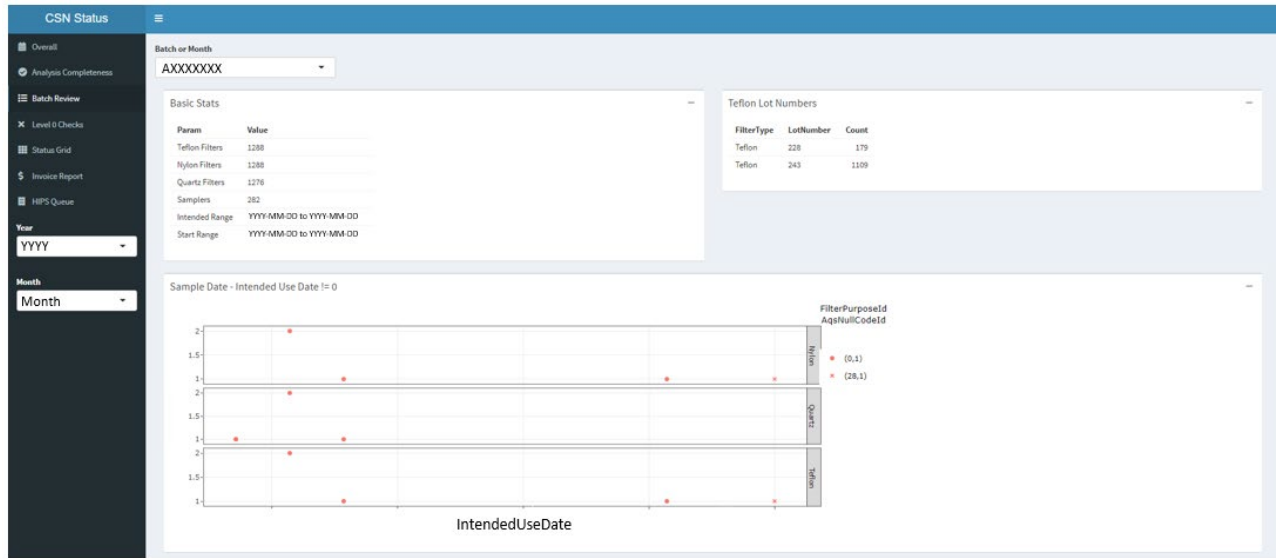 CSN Status
Overall
Analysis Completeness
Batch Review
Level 0 Checks
Status Grid
$ Invoice Report
HIPS Queue
Year
YYYY
Month
Month
Batch or Month
AXXXXXXX
Basic Stats
Param Value
Teflon Filters 1288
Nylon Filters 1288
Quartz Filters 1276
Samplers 282
Intended Range YYYY-MM-DD to YYYY-MM-DD
Start Range YYYY-MM-DD to YYYY-MM-DD
Teflon Lot Numbers
FilterType LotNumber Count
Teflon 228 179
Teflon 243 1109
Sample Date - Intended Use Date != 0
FilterPurposeId
AqsNullCodeId
(0,1)
(28,1)
2
1.5
1
Nylon
2
1.5
1
Quartz
2
1.5
1
Teflon
IntendedUseDate